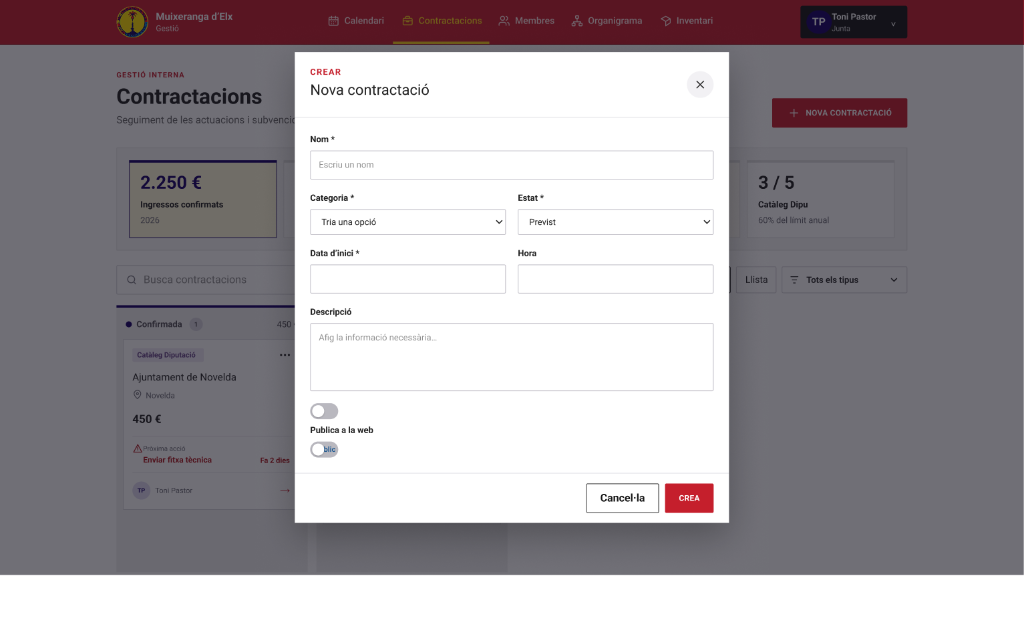 Muixeranga d'Elx
Gestió
Calendari
Contractacions
Membres
Organigrama
Inventari
TP
Toni Pastor
Junta
GESTIÓ INTERNA
Contractacions
Seguiment de les actuacions i subvenci
+ NOVA CONTRACTACIÓ
2.250 €
Ingressos confirmats
2026
3 / 5
Catàleg Dipu
60% del límit anual
Busca contractacions
Llista
Tots els tipus
Confirmada 1
450
Catàleg Diputació
Ajuntament de Novelda
Novelda
450 €
Pròxima acció
Enviar fitxa tècnica
Fa 2 dies
TP
Toni Pastor
CREAR
Nova contractació
Nom *
Escriu un nom
Categoria *
Estat *
Tria una opció
Previst
Data d'inici *
Hora
Descripció
Afig la informació necessària...
Publica a la web
blic
Cancel·la
CREA